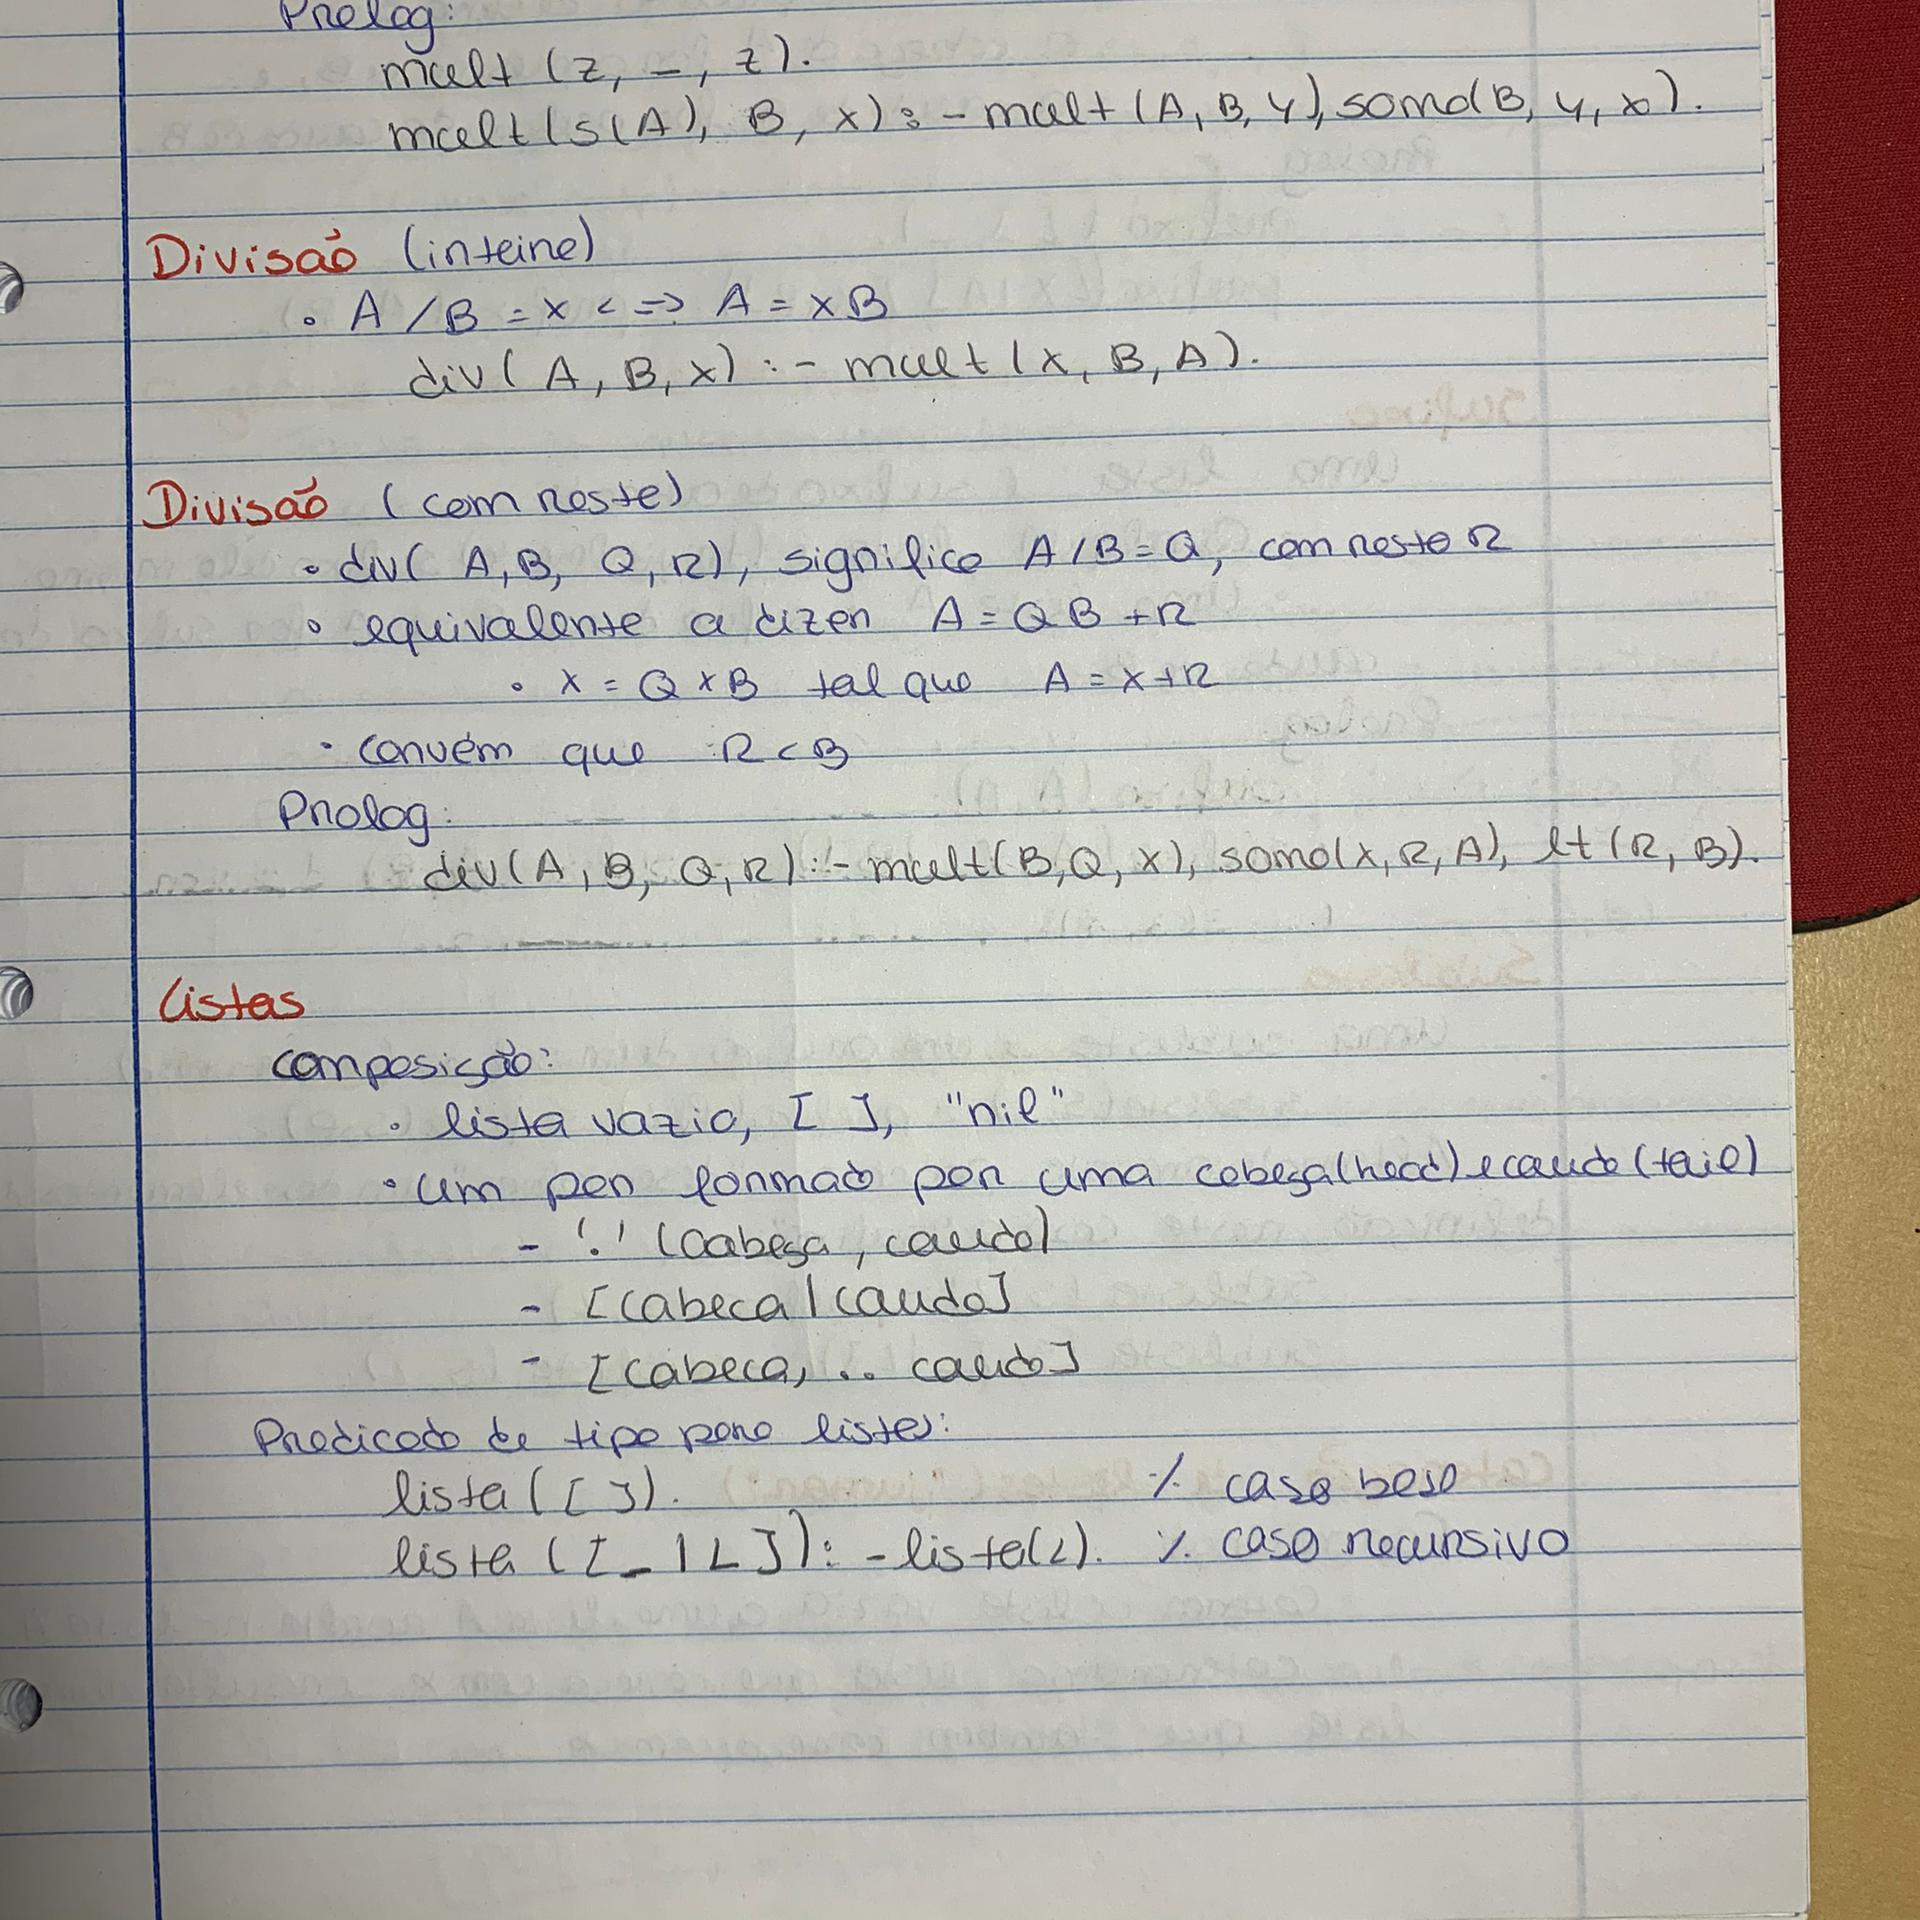 Prolog:
mult (z, _, z).
mult (s(A), B, X) :- mult (A, B, Y), soma(B, Y, X).
Divisão (inteira)
• A / B = X <=> A = XB
div( A, B, X) :- mult (X, B, A).
Divisão (com resto)
• div( A, B, Q, R), significa A / B = Q, com resto R
• equivalente a dizer A = QB + R
• X = Q x B tal que A = X + R
• convém que R < B
Prolog:
div(A, B, Q, R) :- mult(B, Q, X), soma(X, R, A), lt (R, B).
Listas
composição:
• lista vazia, [ ], "nil"
• um par formado por uma cabeça(head) e cauda (tail)
- '.' (cabeça, cauda)
- [cabeca | cauda]
- [cabeca, .. cauda]
Predicado de tipo para listas:
lista ([ ]). % caso base
lista ([_ | L]) :- lista(L). % caso recursivo